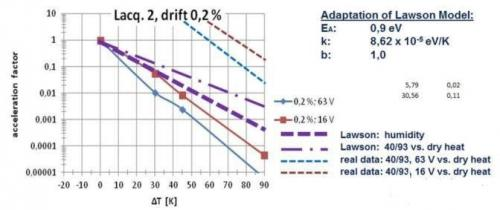 Lacq. 2, drift 0,2 %
acceleration factor
10
1
0,1
0,01
0,001
0,0001
0,00001
-20 -10 0 10 20 30 40 50 60 70 80 90
ΔT [K]
Adaptation of Lawson Model:
EA: 0,9 eV
k: 8,62 x 10⁻⁵ eV/K
b: 1,0
5,79 0,02
30,56 0,11
0,2 %: 63 V
0,2 %: 16 V
Lawson: humidity
Lawson: 40/93 vs. dry heat
real data: 40/93, 63 V vs. dry heat
real data: 40/93, 16 V vs. dry heat